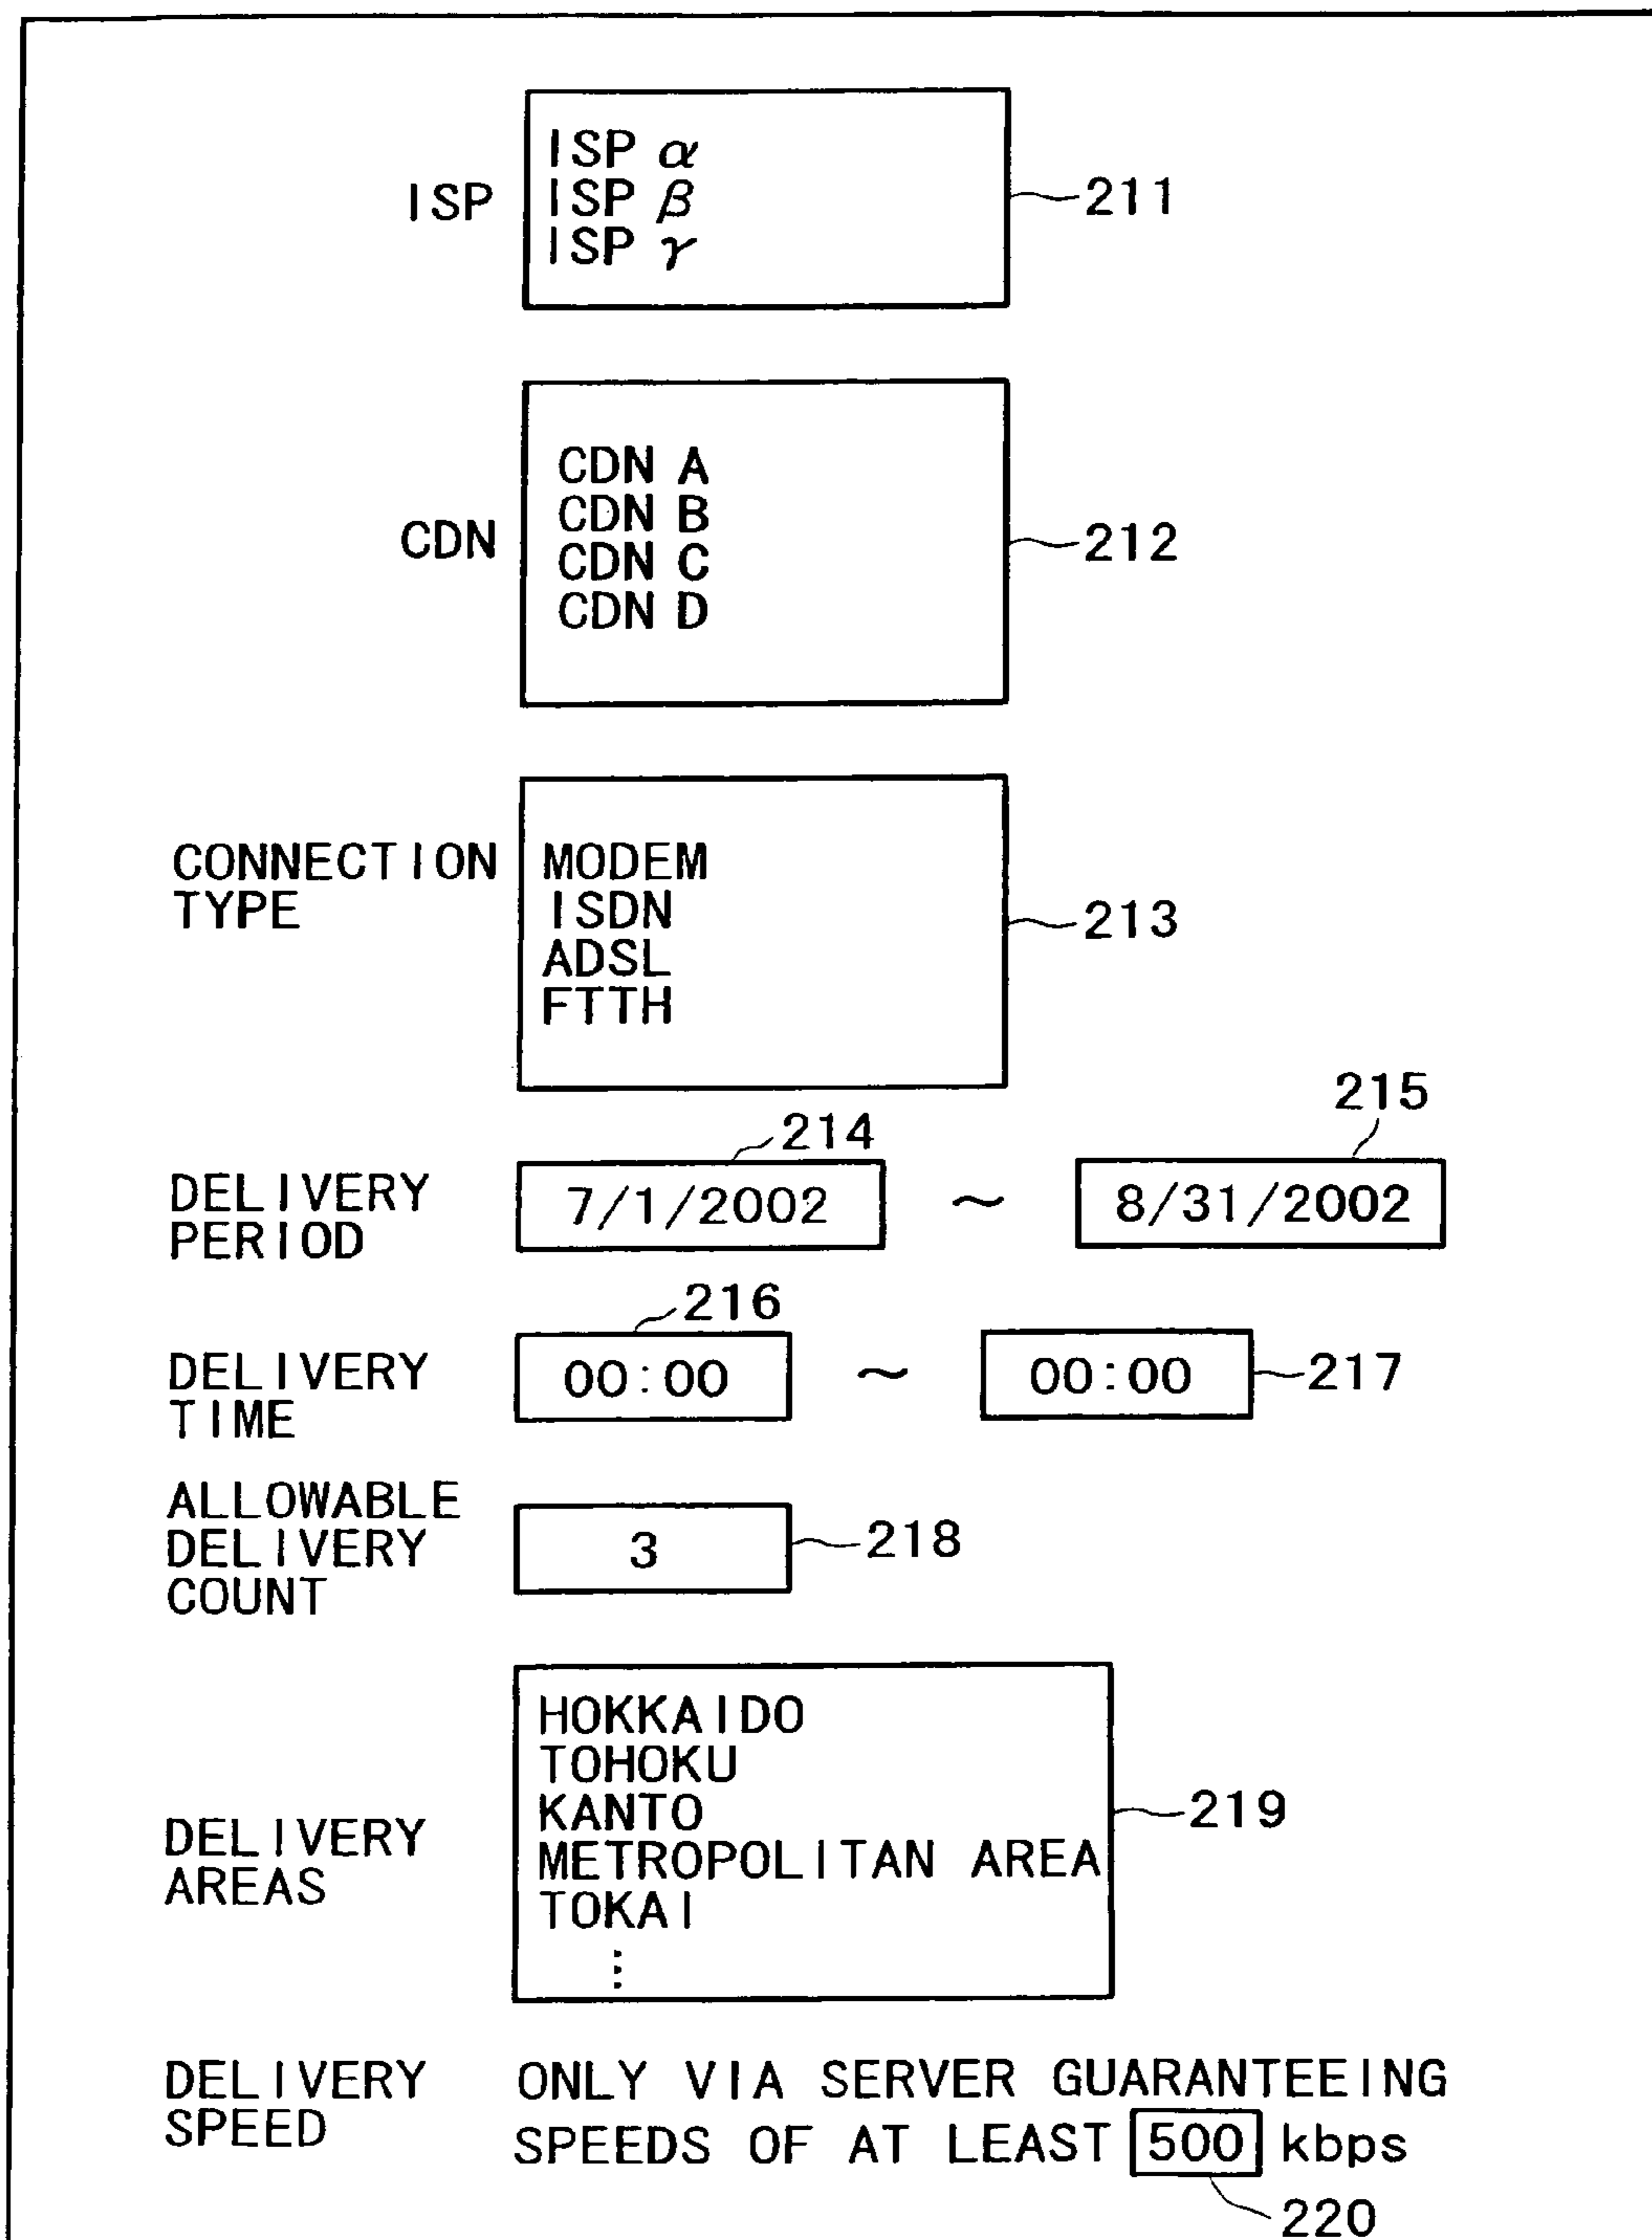 ISP α
ISP β
ISP γ
ISP
211
CDN A
CDN B
CDN C
CDN D
CDN
212
CONNECTION
TYPE
MODEM
ISDN
ADSL
FTTH
213
214
215
DELIVERY
PERIOD
7/1/2002 ~ 8/31/2002
216
DELIVERY
TIME
00:00 ~ 00:00
217
ALLOWABLE
DELIVERY
COUNT
3
218
HOKKAIDO
TOHOKU
KANTO
METROPOLITAN AREA
TOKAI
⋮
DELIVERY
AREAS
219
DELIVERY
SPEED
ONLY VIA SERVER GUARANTEEING
SPEEDS OF AT LEAST 500 kbps
220